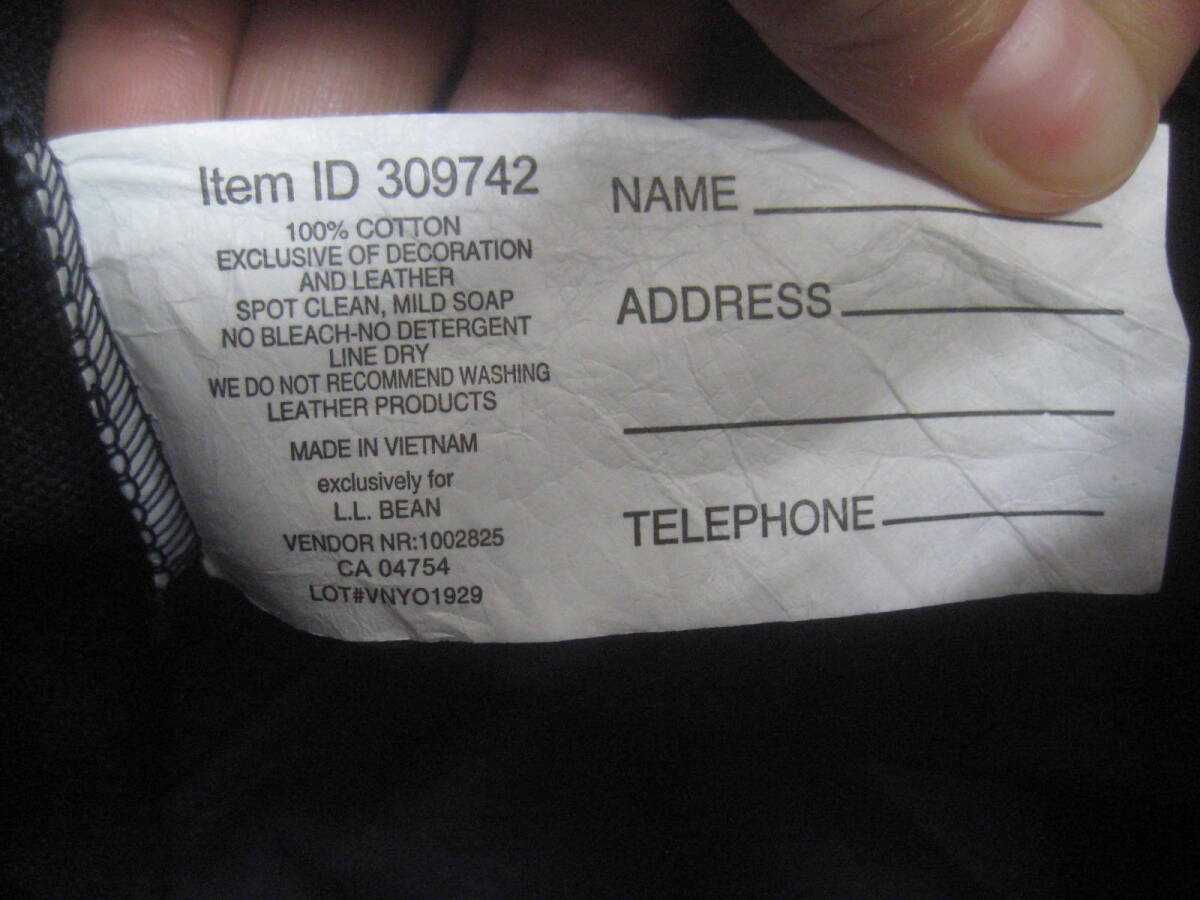 Item ID 309742
100% COTTON
EXCLUSIVE OF DECORATION
AND LEATHER
SPOT CLEAN, MILD SOAP
NO BLEACH-NO DETERGENT
LINE DRY
WE DO NOT RECOMMEND WASHING
LEATHER PRODUCTS
MADE IN VIETNAM
exclusively for
L.L. BEAN
VENDOR NR:1002825
CA 04754
LOT#VNYO1929
NAME
ADDRESS
TELEPHONE